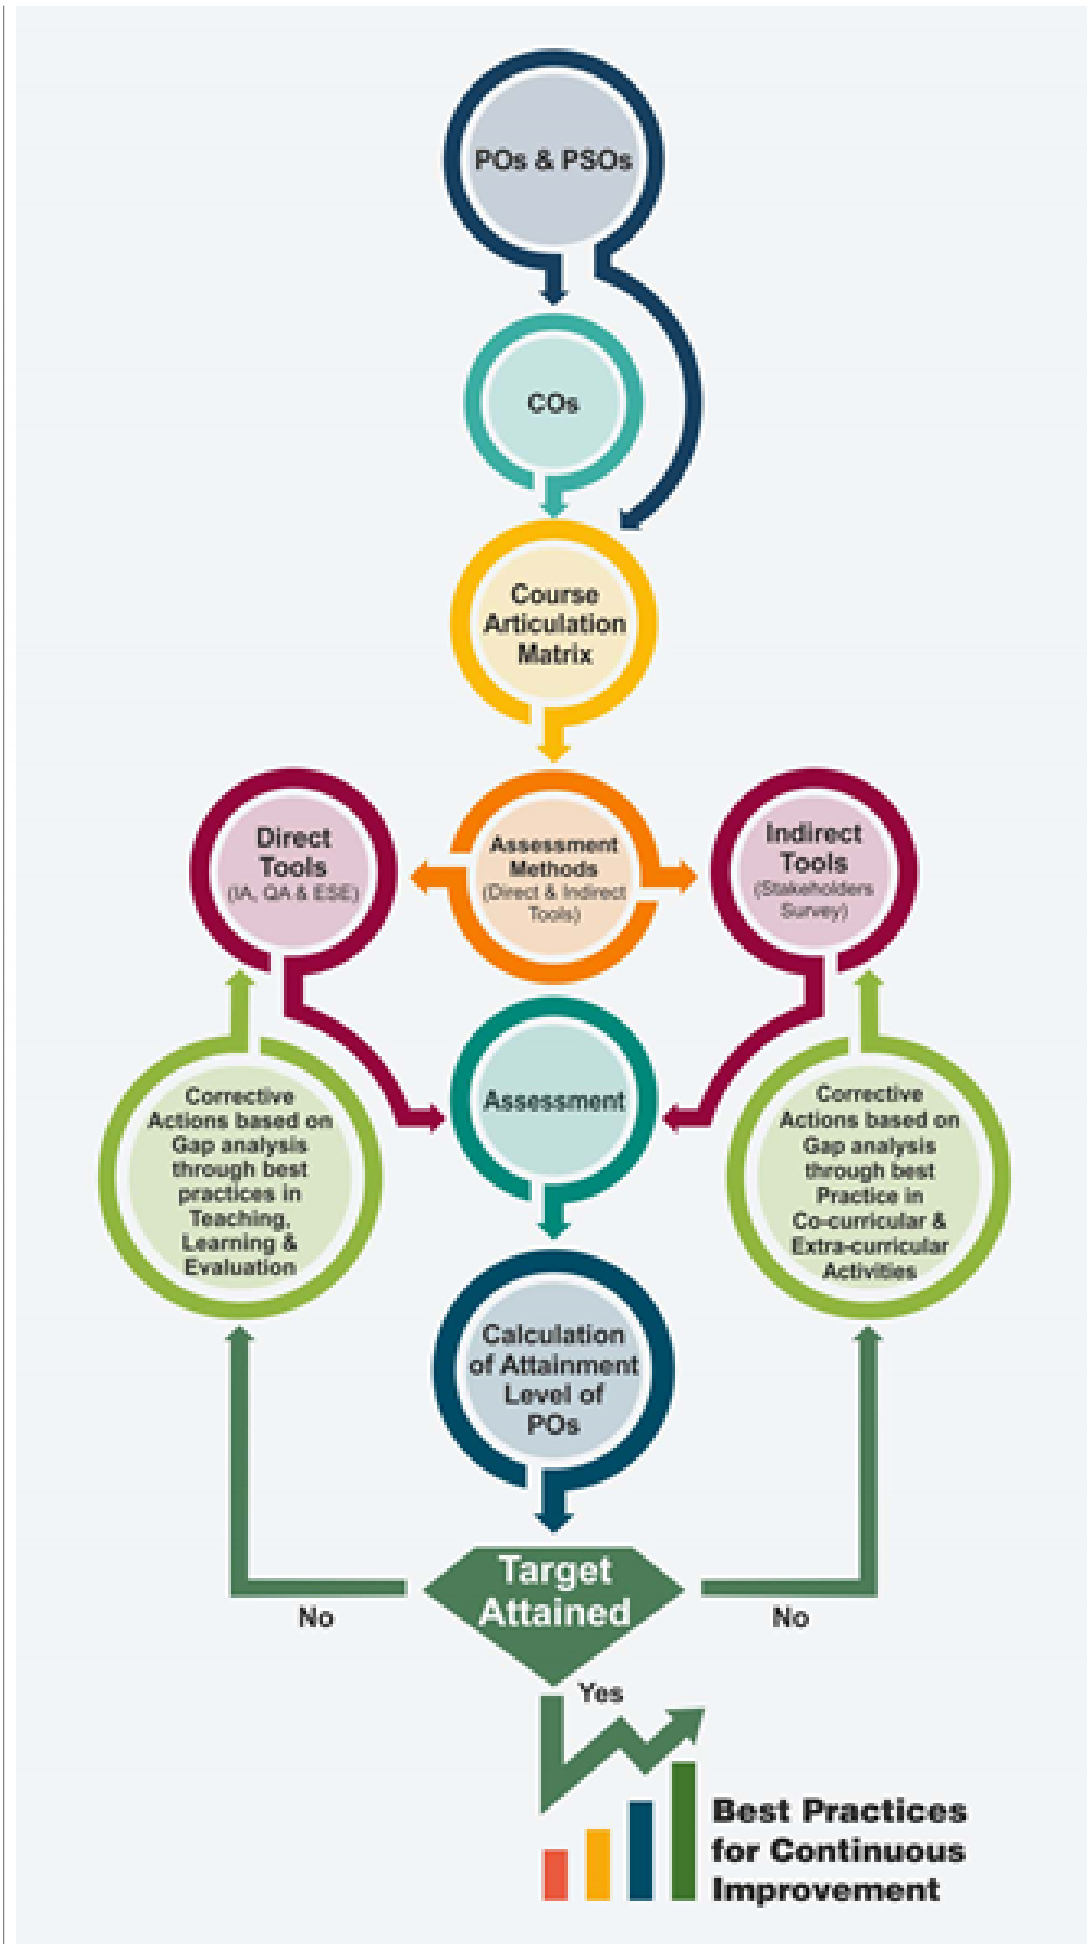 POs & PSOs
COs
Course
Articulation
Matrix
Direct
Tools
(IA, QA & ESE)
Assessment
Methods
(Direct & Indirect
Tools)
Indirect
Tools
(Stakeholders
Survey)
Corrective
Actions based on
Gap analysis
through best
practices in
Teaching,
Learning &
Evaluation
Assessment
Corrective
Actions based on
Gap analysis
through best
Practice in
Co-curricular &
Extra-curricular
Activities
Calculation
of Attainment
Level of
POs
Target
Attained
No
No
Yes
Best Practices
for Continuous
Improvement